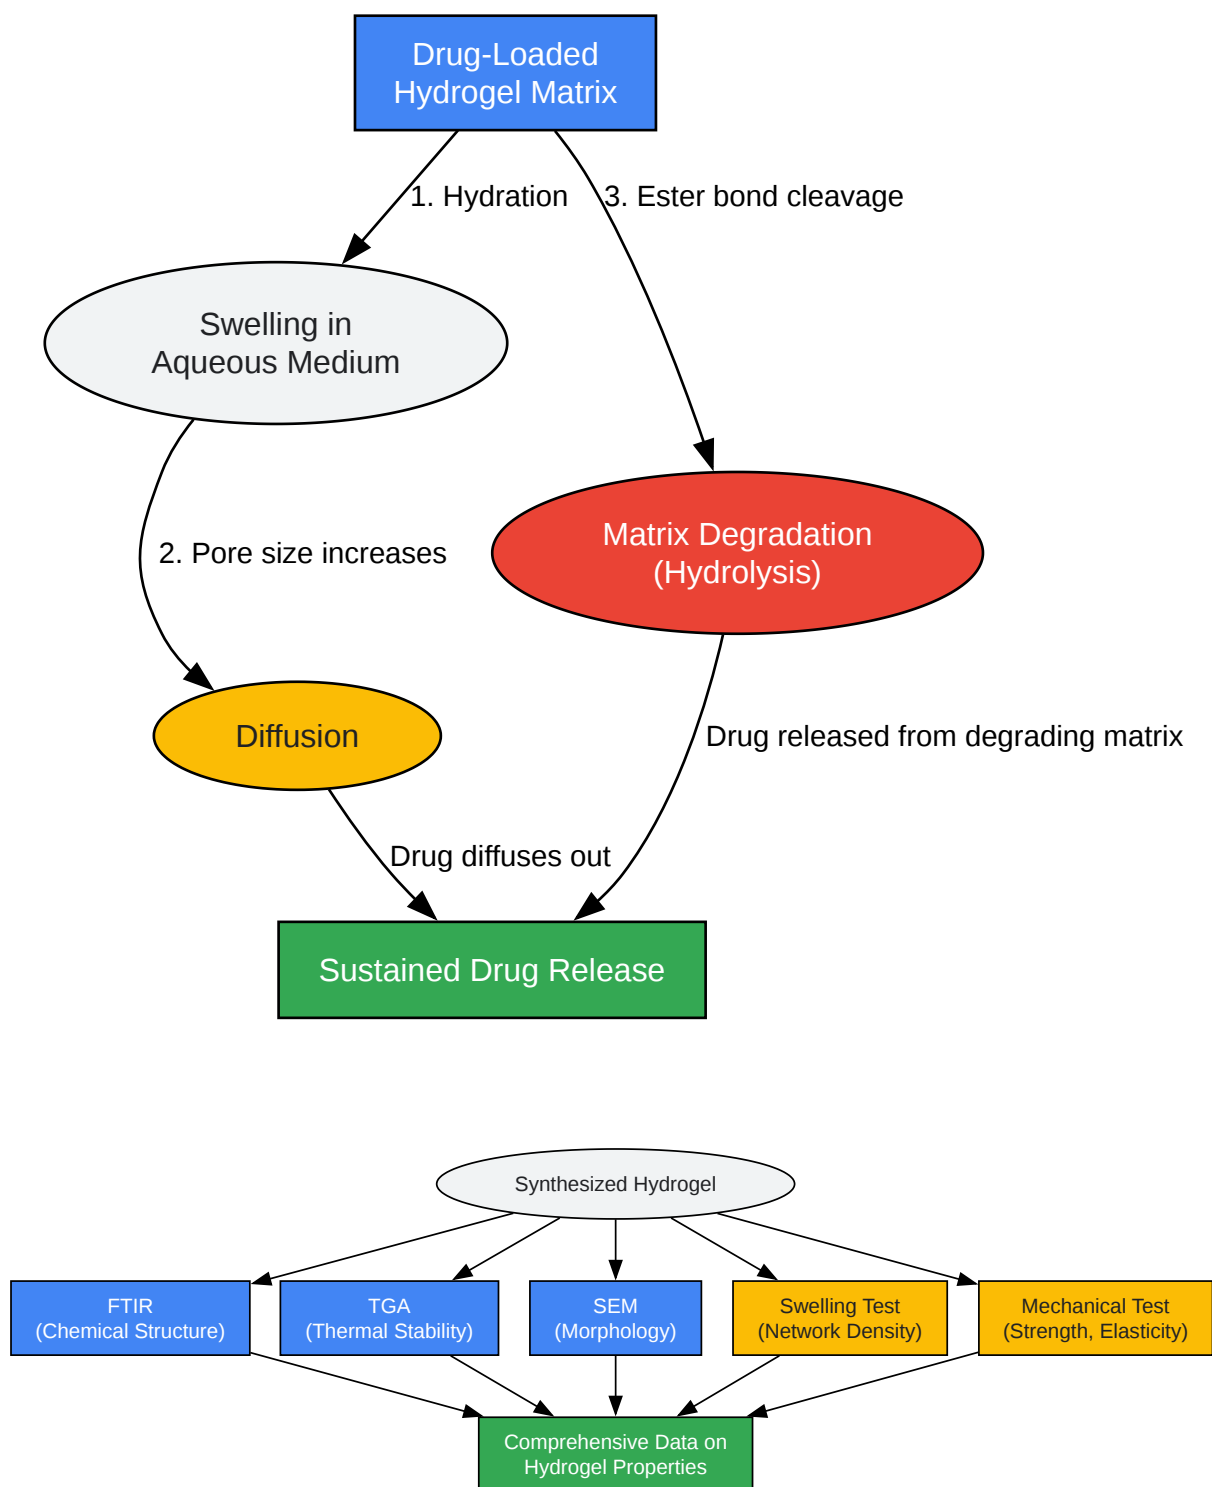 Drug-Loaded
Hydrogel Matrix
1. Hydration
3. Ester bond cleavage
Swelling in
Aqueous Medium
2. Pore size increases
Matrix Degradation
(Hydrolysis)
Diffusion
Drug released from degrading matrix
Drug diffuses out
Sustained Drug Release
Synthesized Hydrogel
FTIR
(Chemical Structure)
TGA
(Thermal Stability)
SEM
(Morphology)
Swelling Test
(Network Density)
Mechanical Test
(Strength, Elasticity)
Comprehensive Data on
Hydrogel Properties